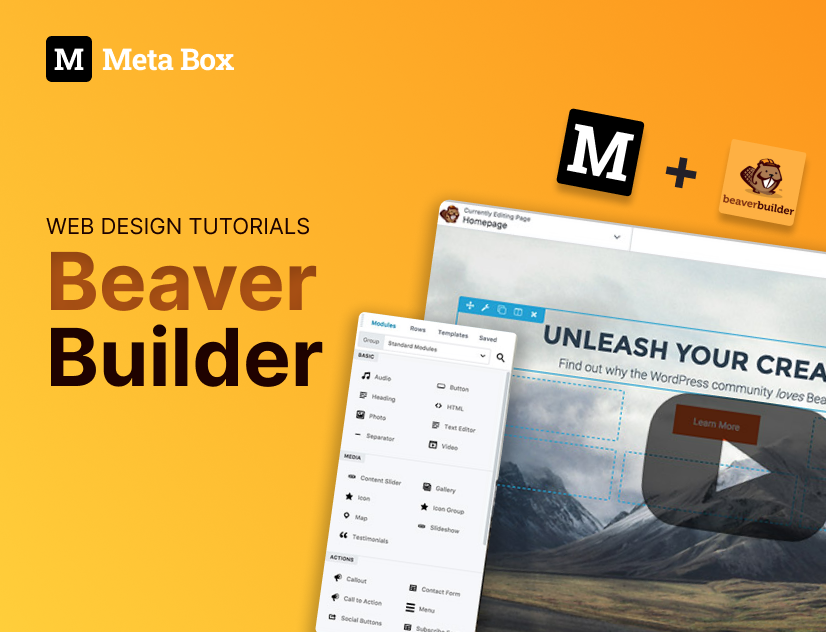 M Meta Box
M
+
beaverbuilder
WEB DESIGN TUTORIALS
Beaver
Builder
Currently Editing Page
Homepage
UNLEASH YOUR CREA
Find out why the WordPress community loves Bea
Learn More
Modules Rows Templates Saved
Group Standard Modules
BASIC
Audio Button
Heading HTML
Photo Text Editor
Separator Video
MEDIA
Content Slider Gallery
Icon Icon Group
Map Slideshow
Testimonials
ACTIONS
Callout Contact Form
Call to Action Menu
Social Buttons Subscribe